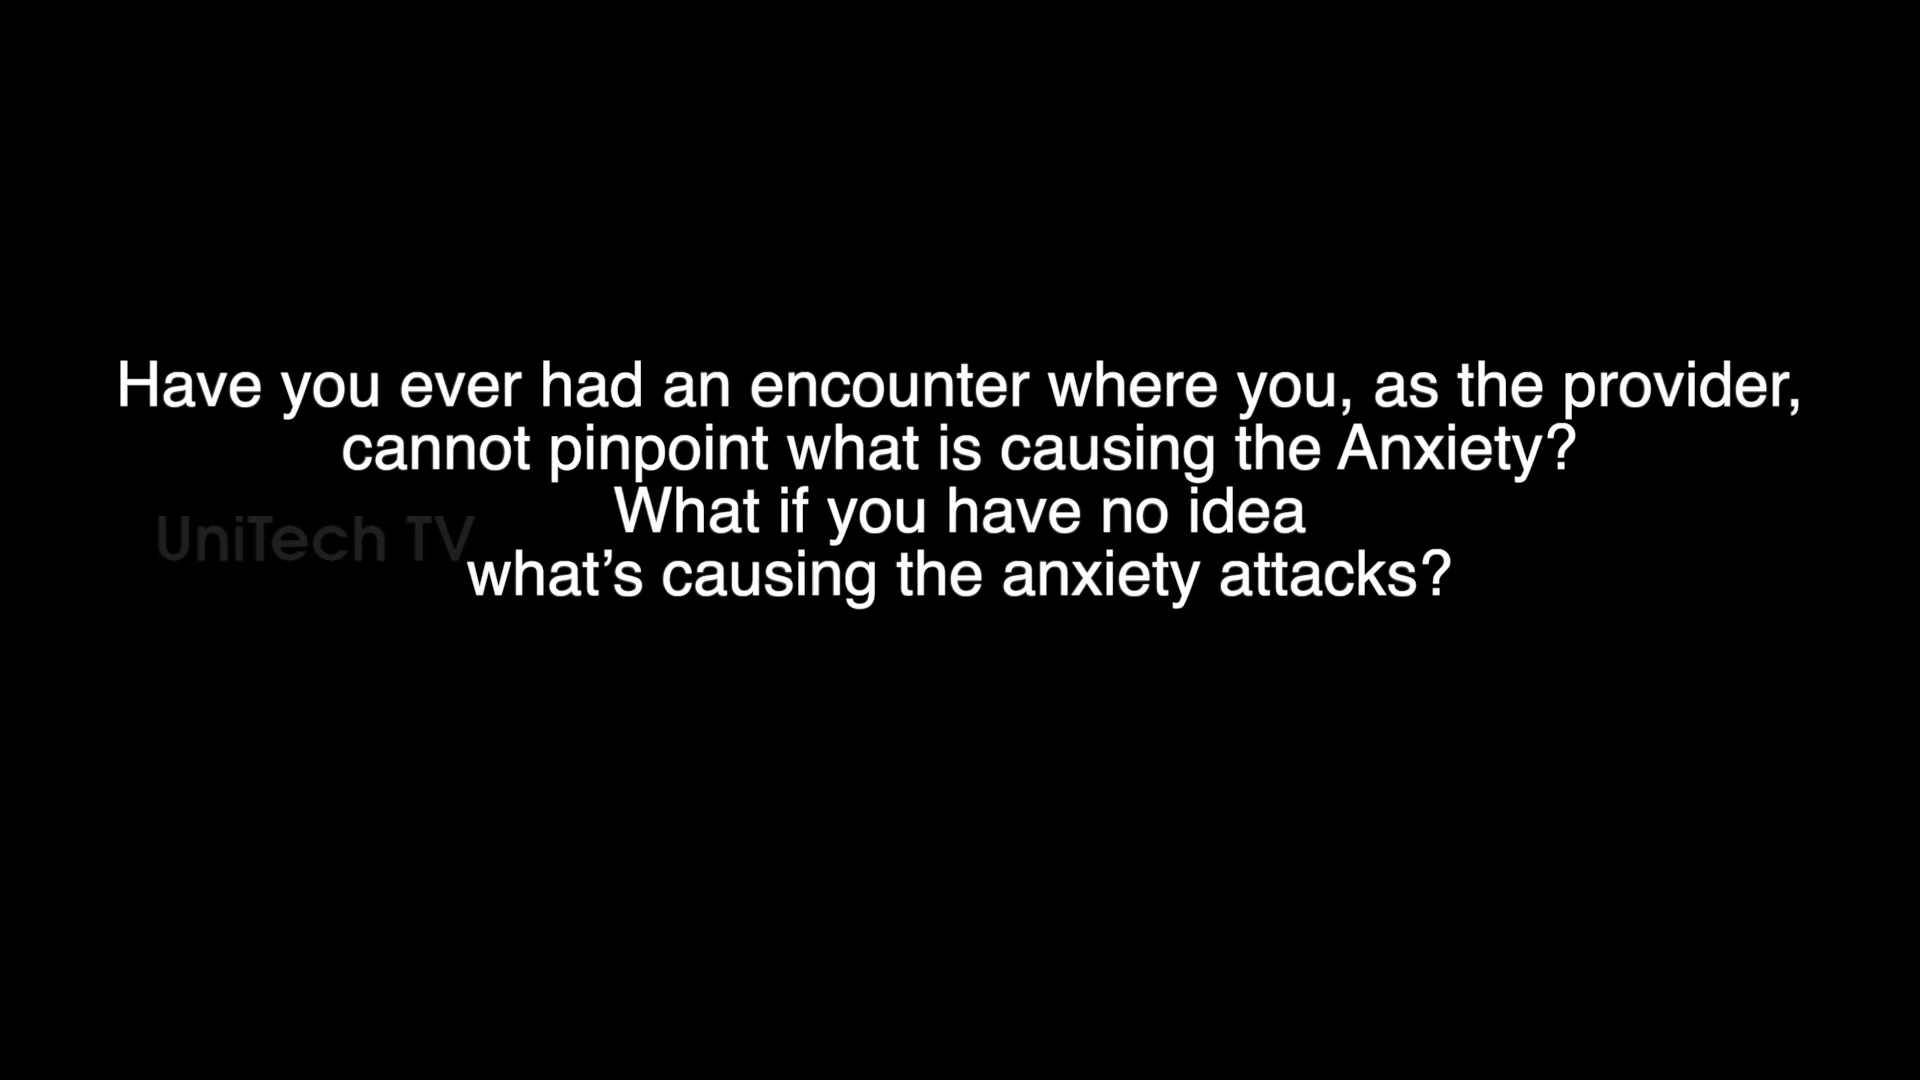 Have you ever had an encounter where you, as the provider,
cannot pinpoint what is causing the Anxiety?
What if you have no idea
UniTech TV
what’s causing the anxiety attacks?